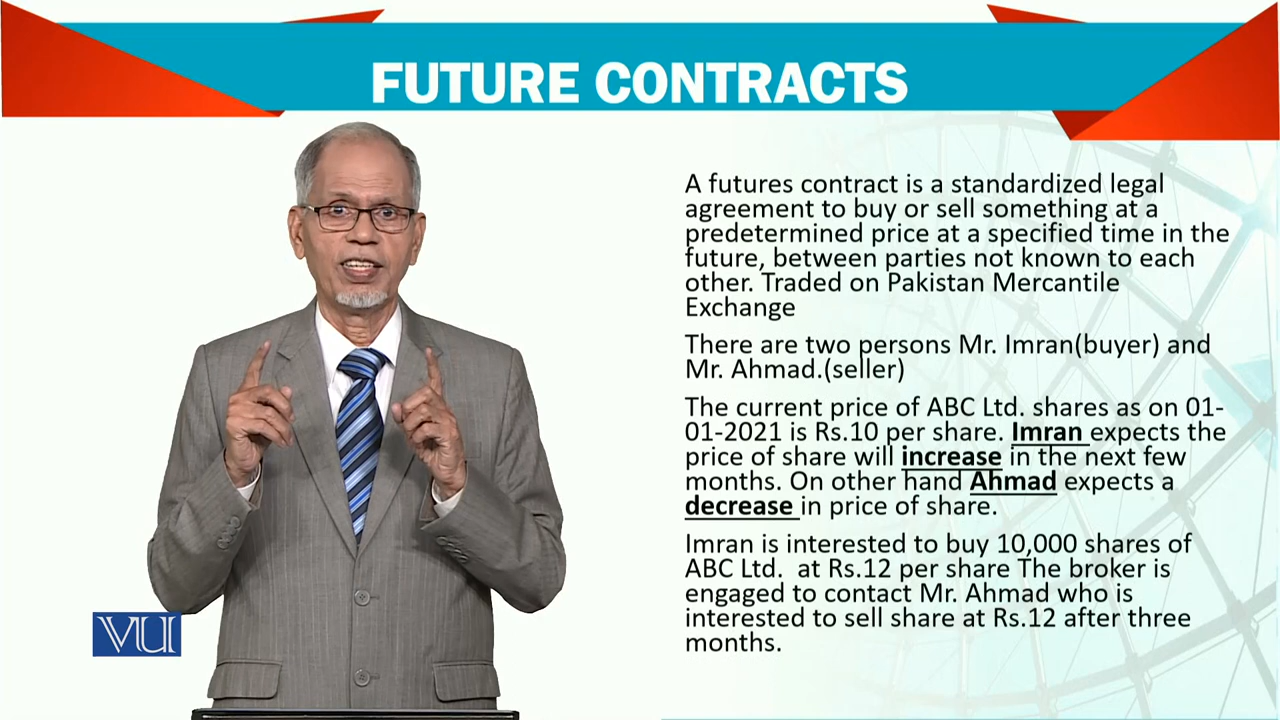 FUTURE CONTRACTS
A futures contract is a standardized legal
agreement to buy or sell something at a
predetermined price at a specified time in the
future, between parties not known to each
other. Traded on Pakistan Mercantile
Exchange
There are two persons Mr. Imran(buyer) and
Mr. Ahmad.(seller)
The current price of ABC Ltd. shares as on 01-
01-2021 is Rs.10 per share. Imran expects the
price of share will increase in the next few
months. On other hand Ahmad expects a
decrease in price of share.
Imran is interested to buy 10,000 shares of
ABC Ltd.  at Rs.12 per share The broker is
engaged to contact Mr. Ahmad who is
interested to sell share at Rs.12 after three
months.
VU